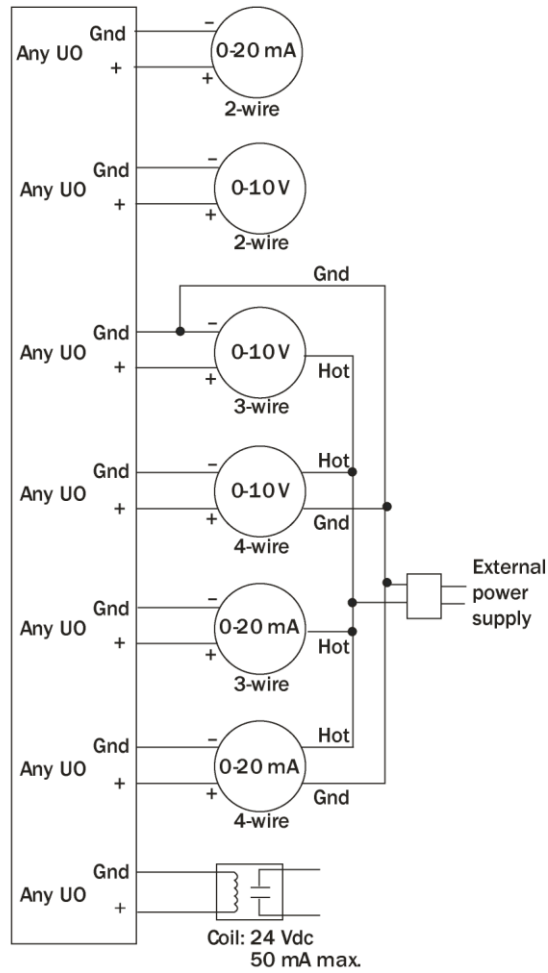 Gnd – 0-20 mA
Any UO
+ +
2-wire
Gnd – 0-10 V
Any UO
+ +
2-wire
Gnd
Gnd – 0-10 V
Any UO Hot
+ +
3-wire
Gnd – 0-10 V Hot
Any UO
+ + Gnd
4-wire
External
power
supply
Gnd – 0-20 mA
Any UO Hot
+ +
3-wire
Gnd – 0-20 mA Hot
Any UO
+ + Gnd
4-wire
Gnd
Any UO
+
Coil: 24 Vdc
50 mA max.